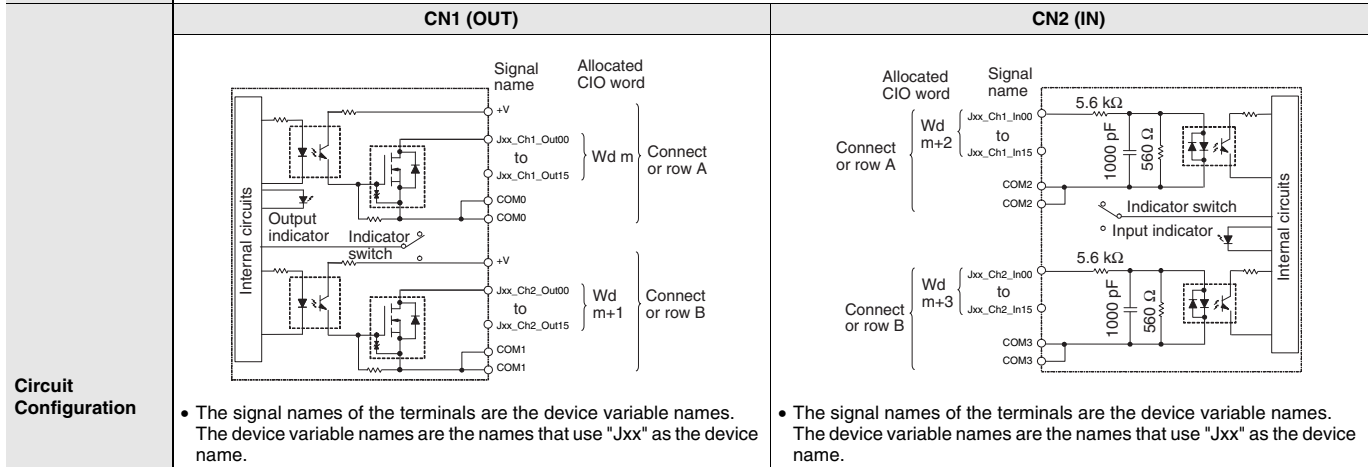 CN1 (OUT)
CN2 (IN)
Circuit
Configuration
Signal
name
Allocated
CIO word
+V
Jxx_Ch1_Out00
to
Jxx_Ch1_Out15
Wd m
Connect
or row A
COM0
COM0
Internal circuits
Output
indicator
Indicator
switch
+V
Jxx_Ch2_Out00
to
Jxx_Ch2_Out15
Wd
m+1
Connect
or row B
COM1
COM1
• The signal names of the terminals are the device variable names.
The device variable names are the names that use "Jxx" as the device
name.
Allocated
CIO word
Signal
name
Connect
or row A
Wd
m+2
Jxx_Ch1_In00
to
Jxx_Ch1_In15
COM2
COM2
5.6 kΩ
1000 pF
560 Ω
Indicator switch
Input indicator
Internal circuits
Connect
or row B
Wd
m+3
Jxx_Ch2_In00
to
Jxx_Ch2_In15
COM3
COM3
5.6 kΩ
1000 pF
560 Ω
• The signal names of the terminals are the device variable names.
The device variable names are the names that use "Jxx" as the device
name.